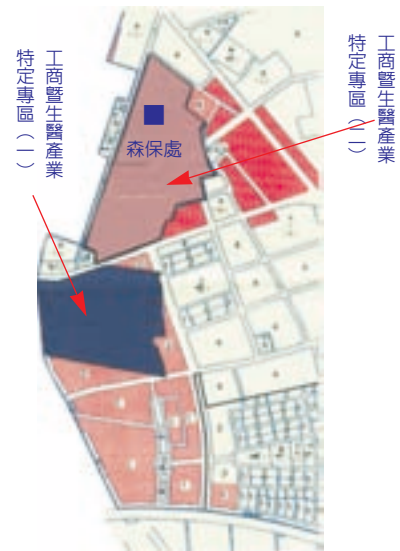 工商暨生醫產業
特定專區（一）
森保處
工商暨生醫產業
特定專區（二）